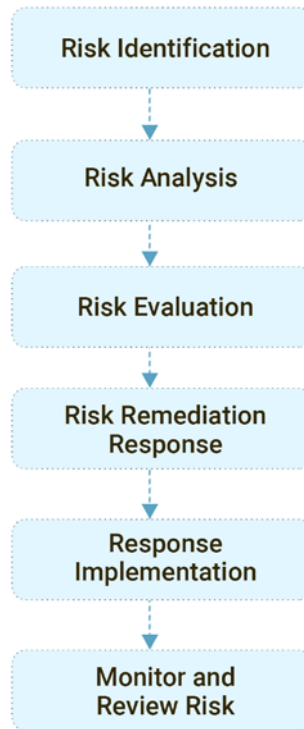 Risk Identification
Risk Analysis
Risk Evaluation
Risk Remediation
Response
Response
Implementation
Monitor and
Review Risk